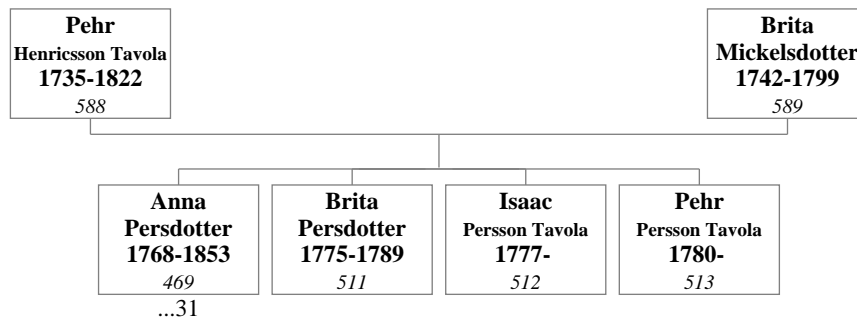 Pehr
Henricsson Tavola
1735-1822
588
Brita
Mickelsdotter
1742-1799
589
Anna
Persdotter
1768-1853
469
...31
Brita
Persdotter
1775-1789
511
Isaac
Persson Tavola
1777-
512
Pehr
Persson Tavola
1780-
513